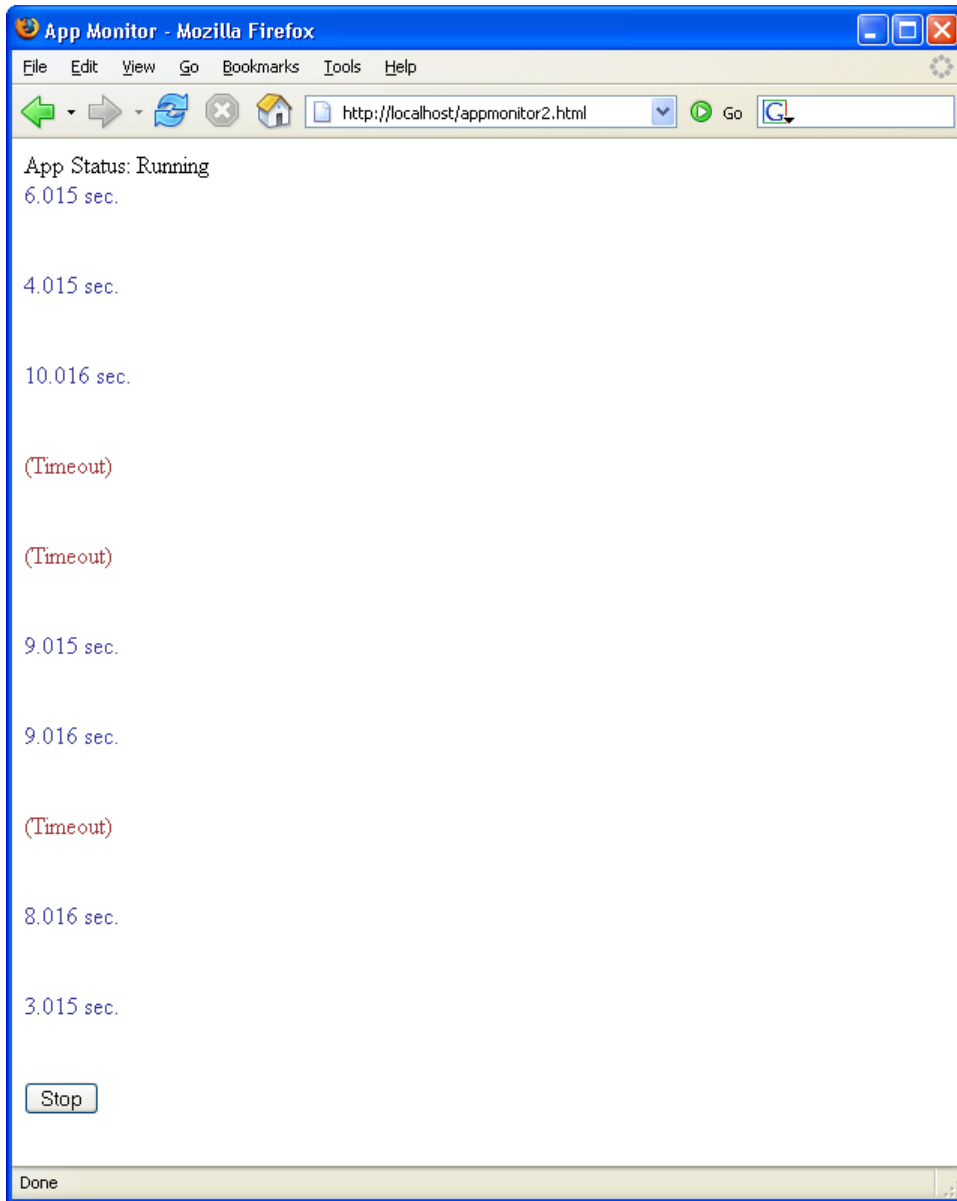 App Monitor - Mozilla Firefox
File Edit View Go Bookmarks Tools Help
http://localhost/appmonitor2.html Go G
App Status: Running
6.015 sec.
4.015 sec.
10.016 sec.
(Timeout)
(Timeout)
9.015 sec.
9.016 sec.
(Timeout)
8.016 sec.
3.015 sec.
Stop
Done